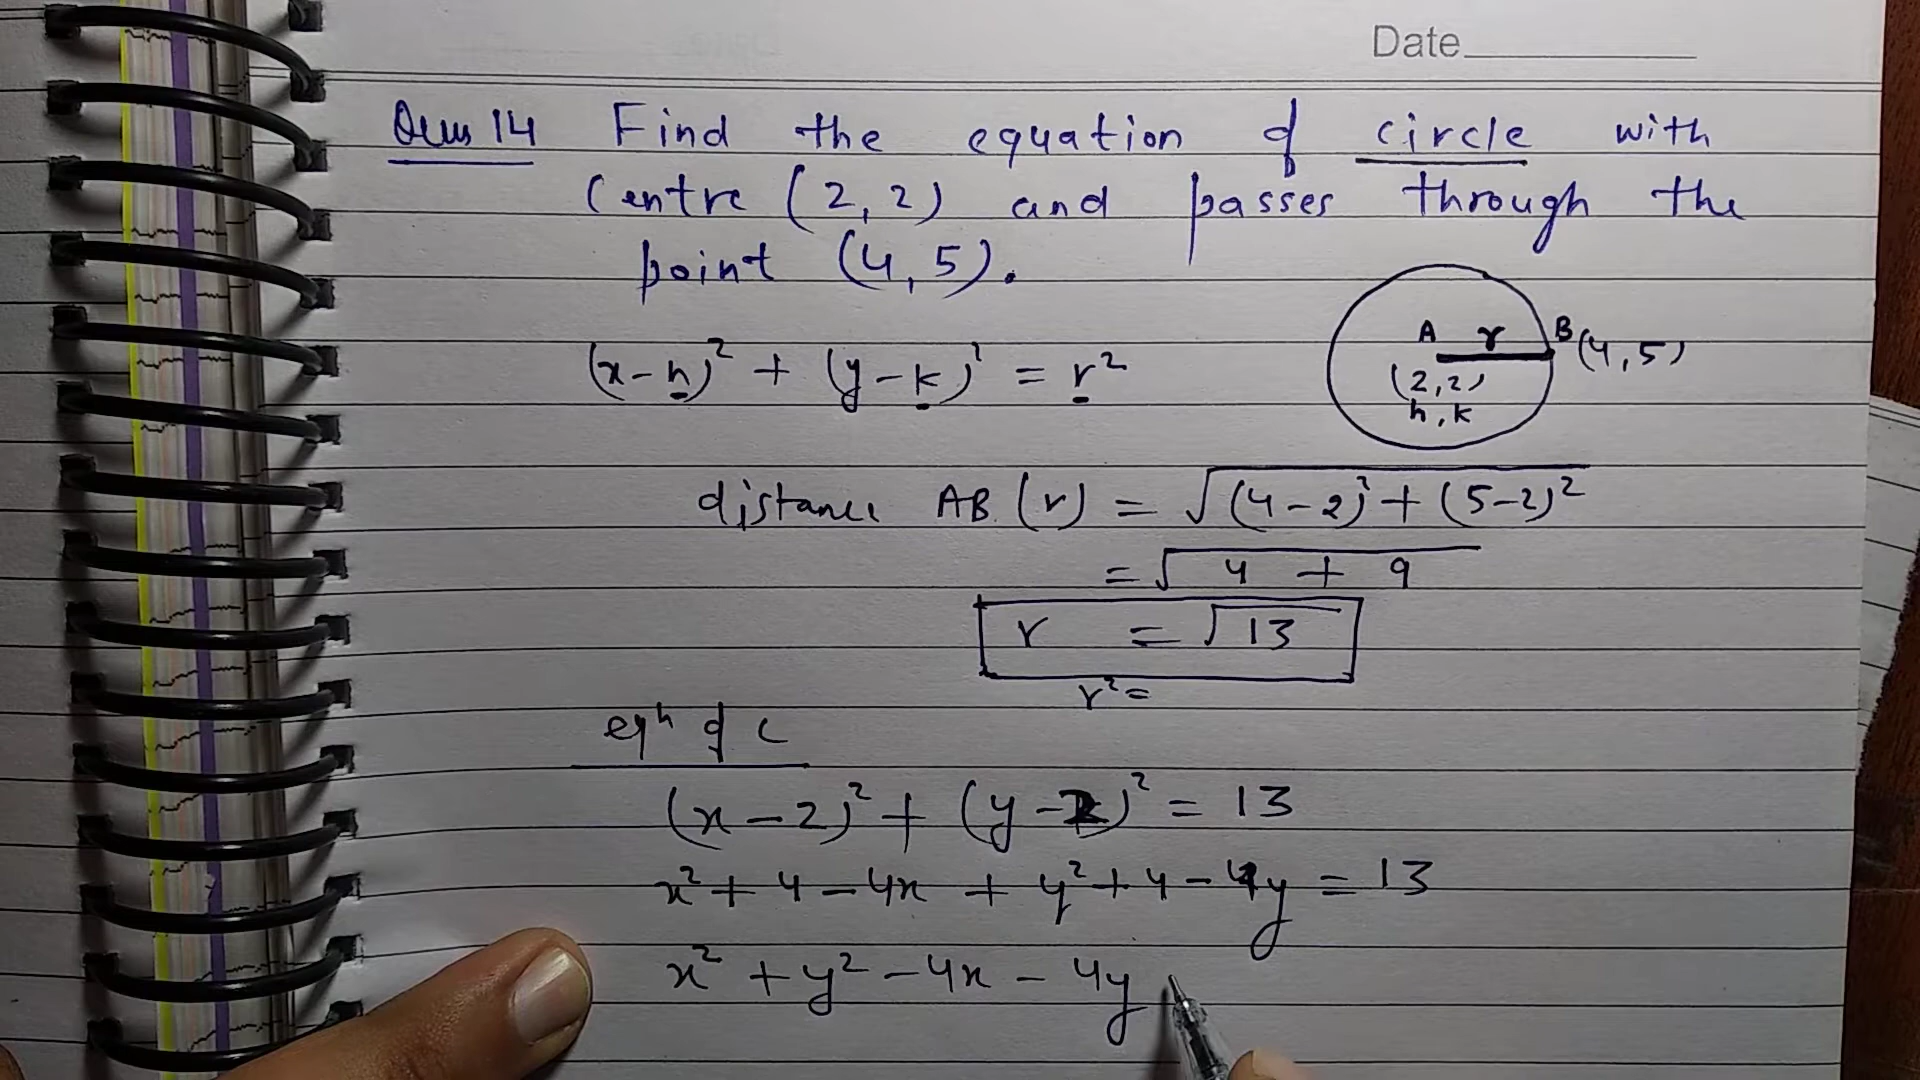 Date
Ques 14 Find the equation of circle with
Centre (2, 2) and passes through the
point (4, 5).
(x-h)² + (y-k)² = r²
A r B (4, 5)
(2, 2)
h, k
distance AB (r) = √(4-2)² + (5-2)²
= √4 + 9
r = √13
r² =
eqⁿ of C
(x-2)² + (y-2)² = 13
x² + 4 - 4x + y² + 4 - 4y = 13
x² + y² - 4x - 4y